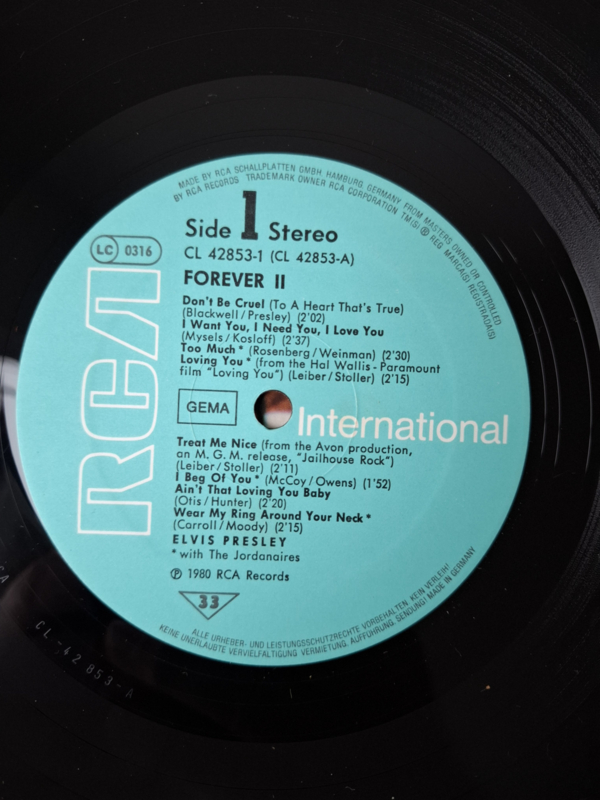 MADE BY RCA SCHALLPLATTEN GMBH, HAMBURG, GERMANY, FROM MASTERS OWNED OR CONTROLLED
BY RCA RECORDS TRADEMARK OWNER RCA CORPORATION TM(S) ® REG. MARCA(S) REGISTRADA(S)
Side 1 Stereo
LC 0316
CL 42853-1 (CL 42853-A)
FOREVER II
Don't Be Cruel (To A Heart That's True)
(Blackwell/Presley) (2'02)
I Want You, I Need You, I Love You
(Mysels/Kosloff) (2'37)
Too Much* (Rosenberg/Weinman) (2'30)
Loving You* (from the Hal Wallis-Paramount
film "Loving You") (Leiber/Stoller) (2'15)
RCA
GEMA
International
Treat Me Nice (from the Avon production,
an M. G. M. release, "Jailhouse Rock")
(Leiber/Stoller) (2'11)
I Beg Of You* (McCoy/Owens) (1'52)
Ain't That Loving You Baby
(Otis/Hunter) (2'20)
Wear My Ring Around Your Neck*
(Carroll/Moody) (2'15)
ELVIS PRESLEY
*with The Jordanaires
℗ 1980 RCA Records
33
ALLE URHEBER- UND LEISTUNGSSCHUTZRECHTE VORBEHALTEN. KEIN VERLEIH!
KEINE UNERLAUBTE VERVIELFÄLTIGUNG, VERMIETUNG, AUFFÜHRUNG, SENDUNG! MADE IN GERMANY
CL-42853-A